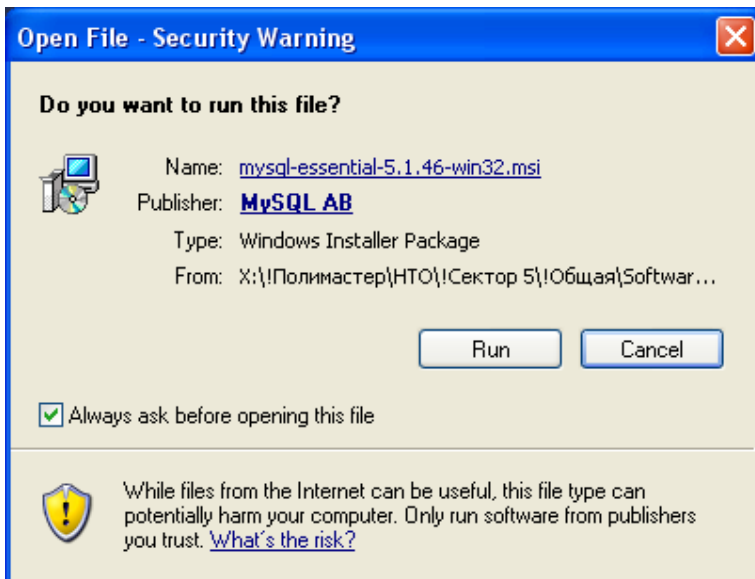 Open File - Security Warning
Do you want to run this file?
Name: mysql-essential-5.1.46-win32.msi
Publisher: MySQL AB
Type: Windows Installer Package
From: X:\!Полимастер\НТО\!Сектор 5\!Общая\Softwar...
Run Cancel
Always ask before opening this file
While files from the Internet can be useful, this file type can
potentially harm your computer. Only run software from publishers
you trust. What's the risk?